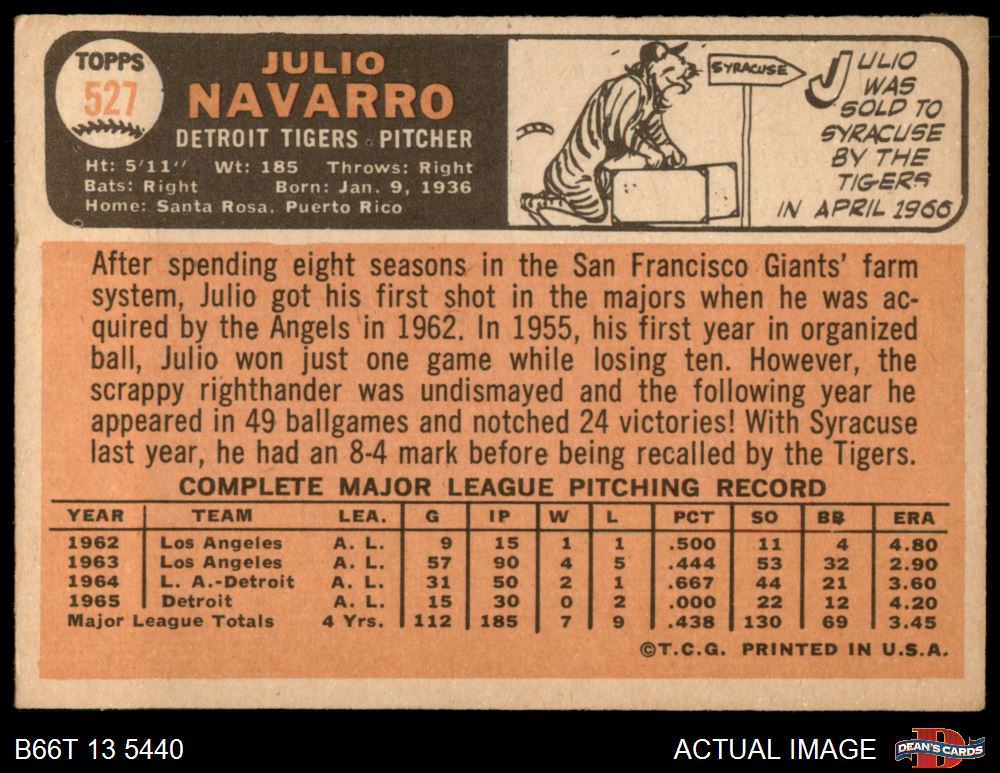 TOPPS
527
JULIO
NAVARRO
DETROIT TIGERS · PITCHER
Ht: 5'11" Wt: 185 Throws: Right
Bats: Right Born: Jan. 9, 1936
Home: Santa Rosa, Puerto Rico
SYRACUSE
JULIO
WAS
SOLD TO
SYRACUSE
BY THE
TIGERS
IN APRIL 1966
After spending eight seasons in the San Francisco Giants' farm
system, Julio got his first shot in the majors when he was ac-
quired by the Angels in 1962. In 1955, his first year in organized
ball, Julio won just one game while losing ten. However, the
scrappy righthander was undismayed and the following year he
appeared in 49 ballgames and notched 24 victories! With Syracuse
last year, he had an 8-4 mark before being recalled by the Tigers.
COMPLETE MAJOR LEAGUE PITCHING RECORD
YEAR TEAM LEA. G IP W L PCT SO BB ERA
1962 Los Angeles A. L. 9 15 1 1 .500 11 4 4.80
1963 Los Angeles A. L. 57 90 4 5 .444 53 32 2.90
1964 L. A.-Detroit A. L. 31 50 2 1 .667 44 21 3.60
1965 Detroit A. L. 15 30 0 2 .000 22 12 4.20
Major League Totals 4 Yrs. 112 185 7 9 .438 130 69 3.45
©T.C.G. PRINTED IN U.S.A.
B66T 13 5440
ACTUAL IMAGE
D
DEAN'S CARDS